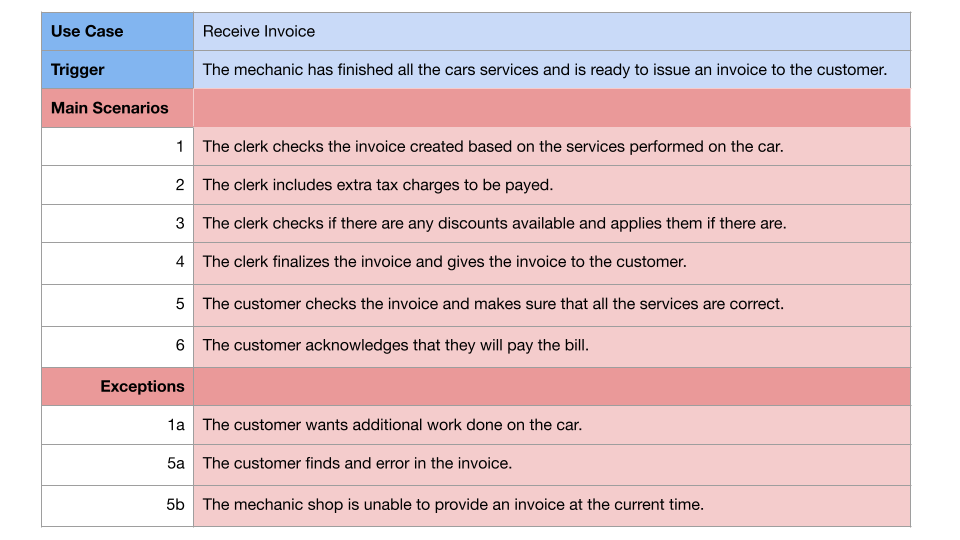 Use Case Receive Invoice
Trigger The mechanic has finished all the cars services and is ready to issue an invoice to the customer.
Main Scenarios
1 The clerk checks the invoice created based on the services performed on the car.
2 The clerk includes extra tax charges to be payed.
3 The clerk checks if there are any discounts available and applies them if there are.
4 The clerk finalizes the invoice and gives the invoice to the customer.
5 The customer checks the invoice and makes sure that all the services are correct.
6 The customer acknowledges that they will pay the bill.
Exceptions
1a The customer wants additional work done on the car.
5a The customer finds and error in the invoice.
5b The mechanic shop is unable to provide an invoice at the current time.